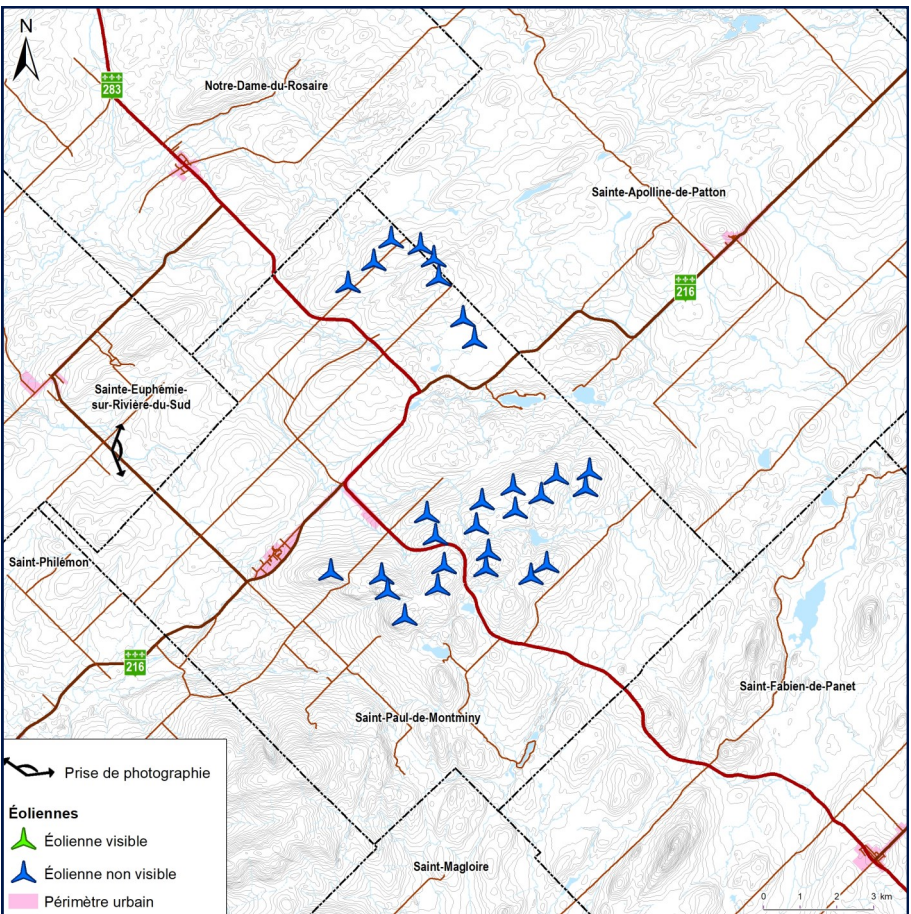 N
283
Notre-Dame-du-Rosaire
Sainte-Apolline-de-Patton
216
Sainte-Euphémie-
sur-Rivière-du-Sud
Saint-Philémon
216
Saint-Fabien-de-Panet
Saint-Paul-de-Montminy
Saint-Magloire
Prise de photographie
Éoliennes
Éolienne visible
Éolienne non visible
Périmètre urbain
0 1 2 3 km